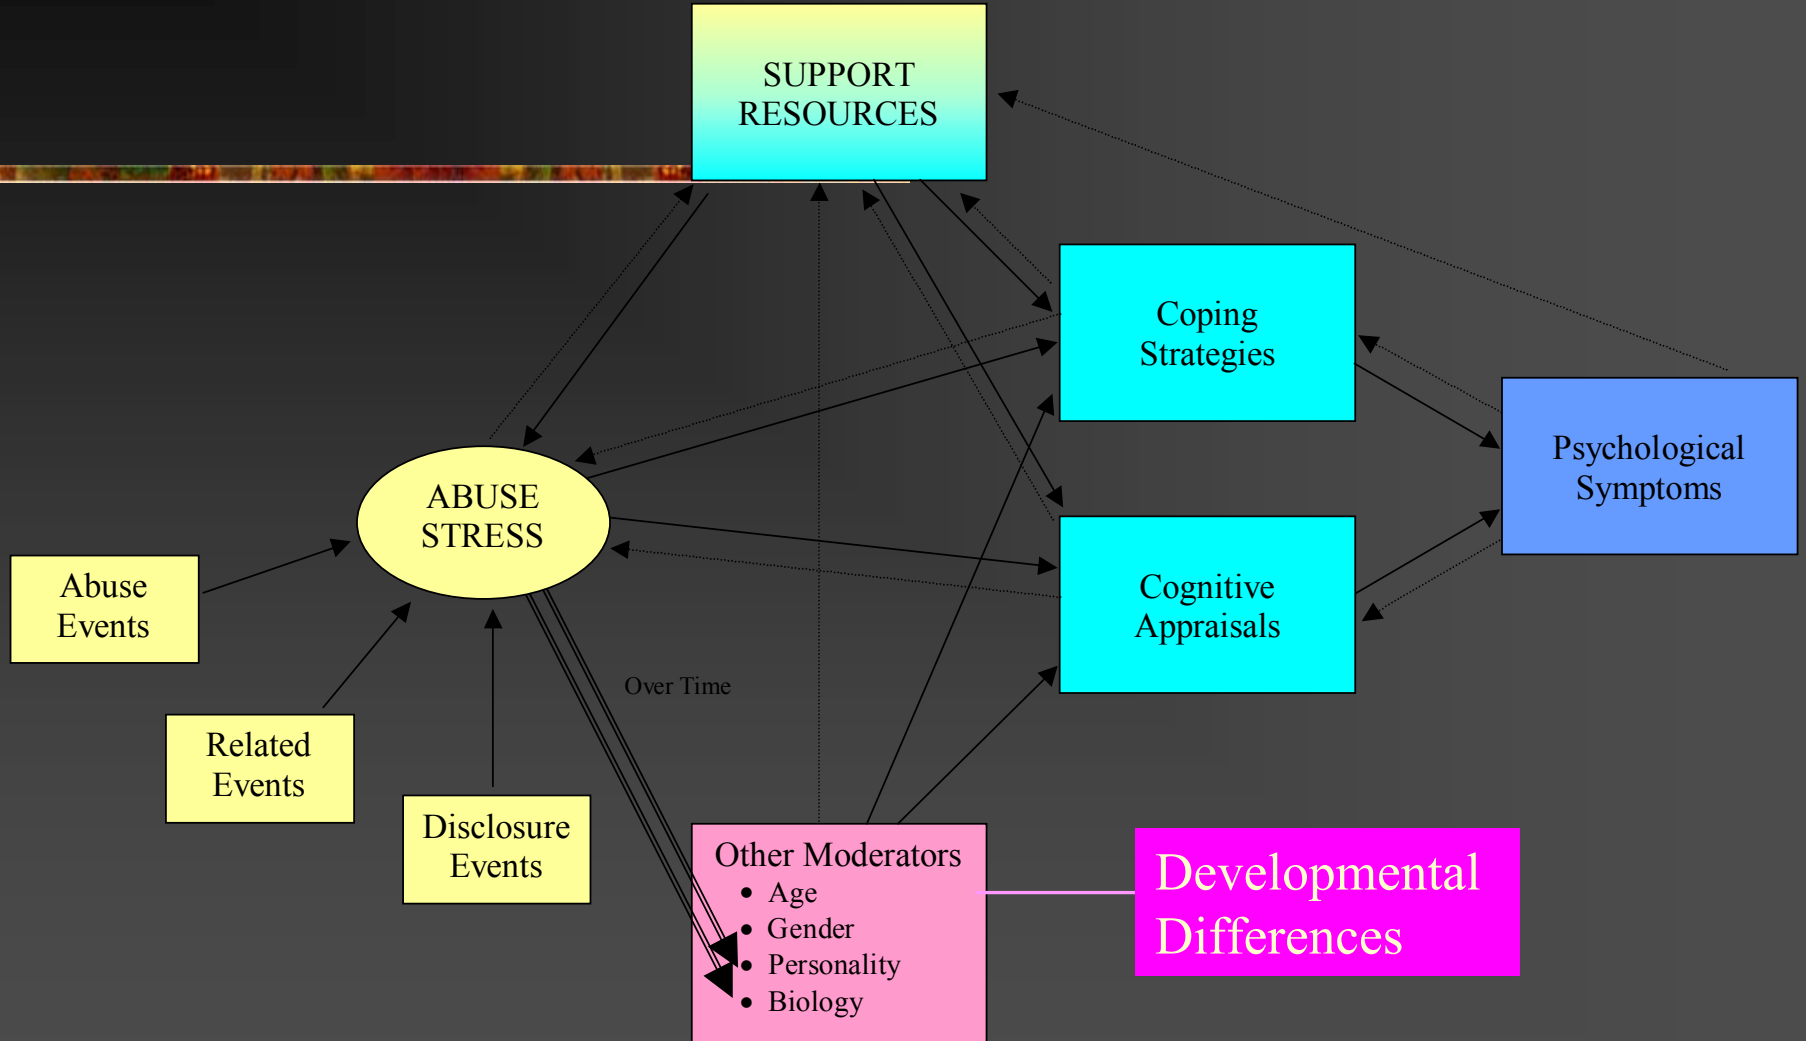 SUPPORT
RESOURCES
Coping
Strategies
Psychological
Symptoms
ABUSE
STRESS
Cognitive
Appraisals
Abuse
Events
Over Time
Related
Events
Disclosure
Events
Other Moderators
• Age
• Gender
• Personality
• Biology
Developmental
Differences